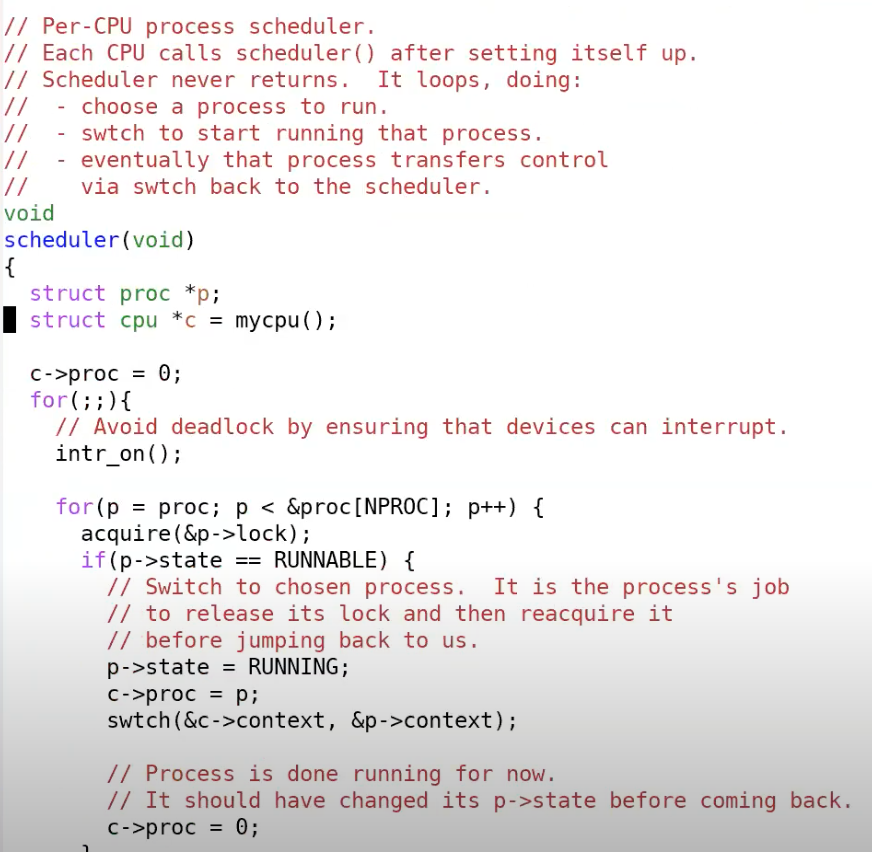 // Per-CPU process scheduler.
// Each CPU calls scheduler() after setting itself up.
// Scheduler never returns.  It loops, doing:
//  - choose a process to run.
//  - swtch to start running that process.
//  - eventually that process transfers control
//    via swtch back to the scheduler.
void
scheduler(void)
{
  struct proc *p;
  struct cpu *c = mycpu();

  c->proc = 0;
  for(;;){
    // Avoid deadlock by ensuring that devices can interrupt.
    intr_on();

    for(p = proc; p < &proc[NPROC]; p++) {
      acquire(&p->lock);
      if(p->state == RUNNABLE) {
        // Switch to chosen process.  It is the process's job
        // to release its lock and then reacquire it
        // before jumping back to us.
        p->state = RUNNING;
        c->proc = p;
        swtch(&c->context, &p->context);

        // Process is done running for now.
        // It should have changed its p->state before coming back.
        c->proc = 0;
      }